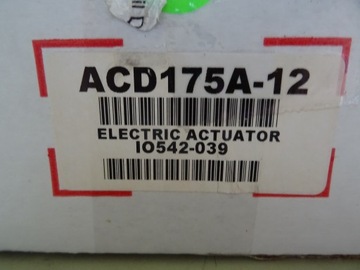 ACD175A-12
ELECTRIC ACTUATOR
IO542-039